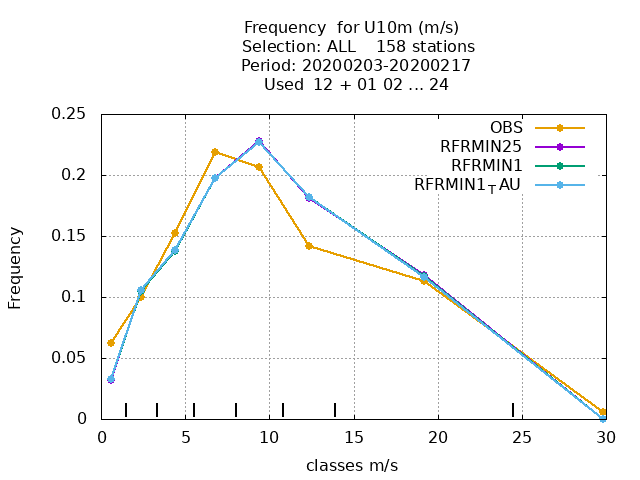 Frequency  for U10m (m/s)
Selection: ALL    158 stations
Period: 20200203-20200217
Used  12 + 01 02 ... 24
0.25
0.2
0.15
0.1
0.05
0
Frequency
OBS
RFRMIN25
RFRMIN1
RFRMIN1TAU
0 5 10 15 20 25 30
classes m/s